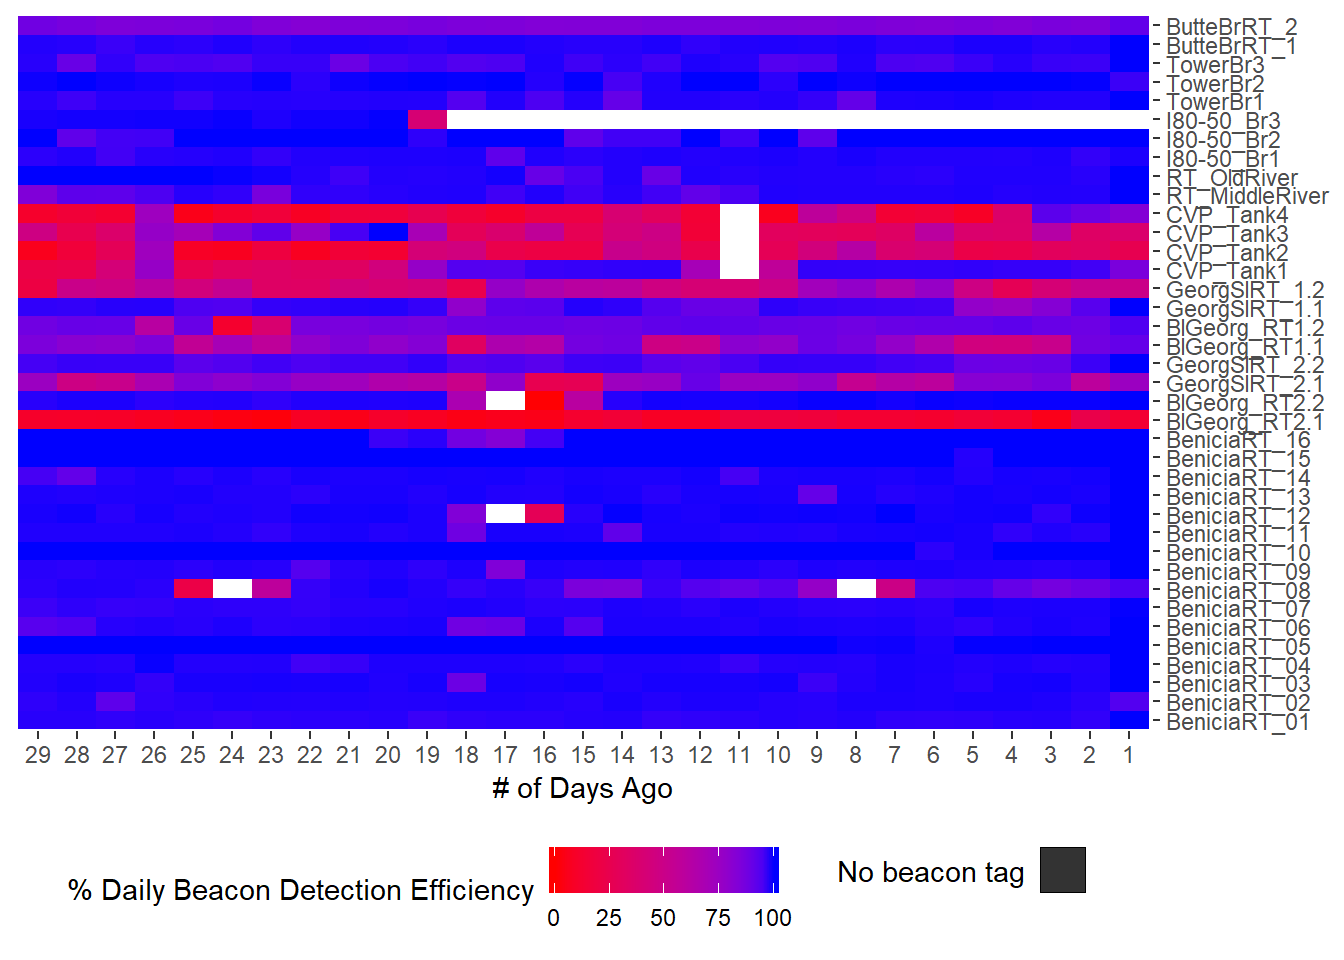 ButteBrRT_2
ButteBrRT_1
TowerBr3
TowerBr2
TowerBr1
I80-50_Br3
I80-50_Br2
I80-50_Br1
RT_OldRiver
RT_MiddleRiver
CVP_Tank4
CVP_Tank3
CVP_Tank2
CVP_Tank1
GeorgSlRT_1.2
GeorgSlRT_1.1
BlGeorg_RT1.2
BlGeorg_RT1.1
GeorgSlRT_2.2
GeorgSlRT_2.1
BlGeorg_RT2.2
BlGeorg_RT2.1
BeniciaRT_16
BeniciaRT_15
BeniciaRT_14
BeniciaRT_13
BeniciaRT_12
BeniciaRT_11
BeniciaRT_10
BeniciaRT_09
BeniciaRT_08
BeniciaRT_07
BeniciaRT_06
BeniciaRT_05
BeniciaRT_04
BeniciaRT_03
BeniciaRT_02
BeniciaRT_01
29 28 27 26 25 24 23 22 21 20 19 18 17 16 15 14 13 12 11 10 9 8 7 6 5 4 3 2 1
# of Days Ago
% Daily Beacon Detection Efficiency
0 25 50 75 100
No beacon tag